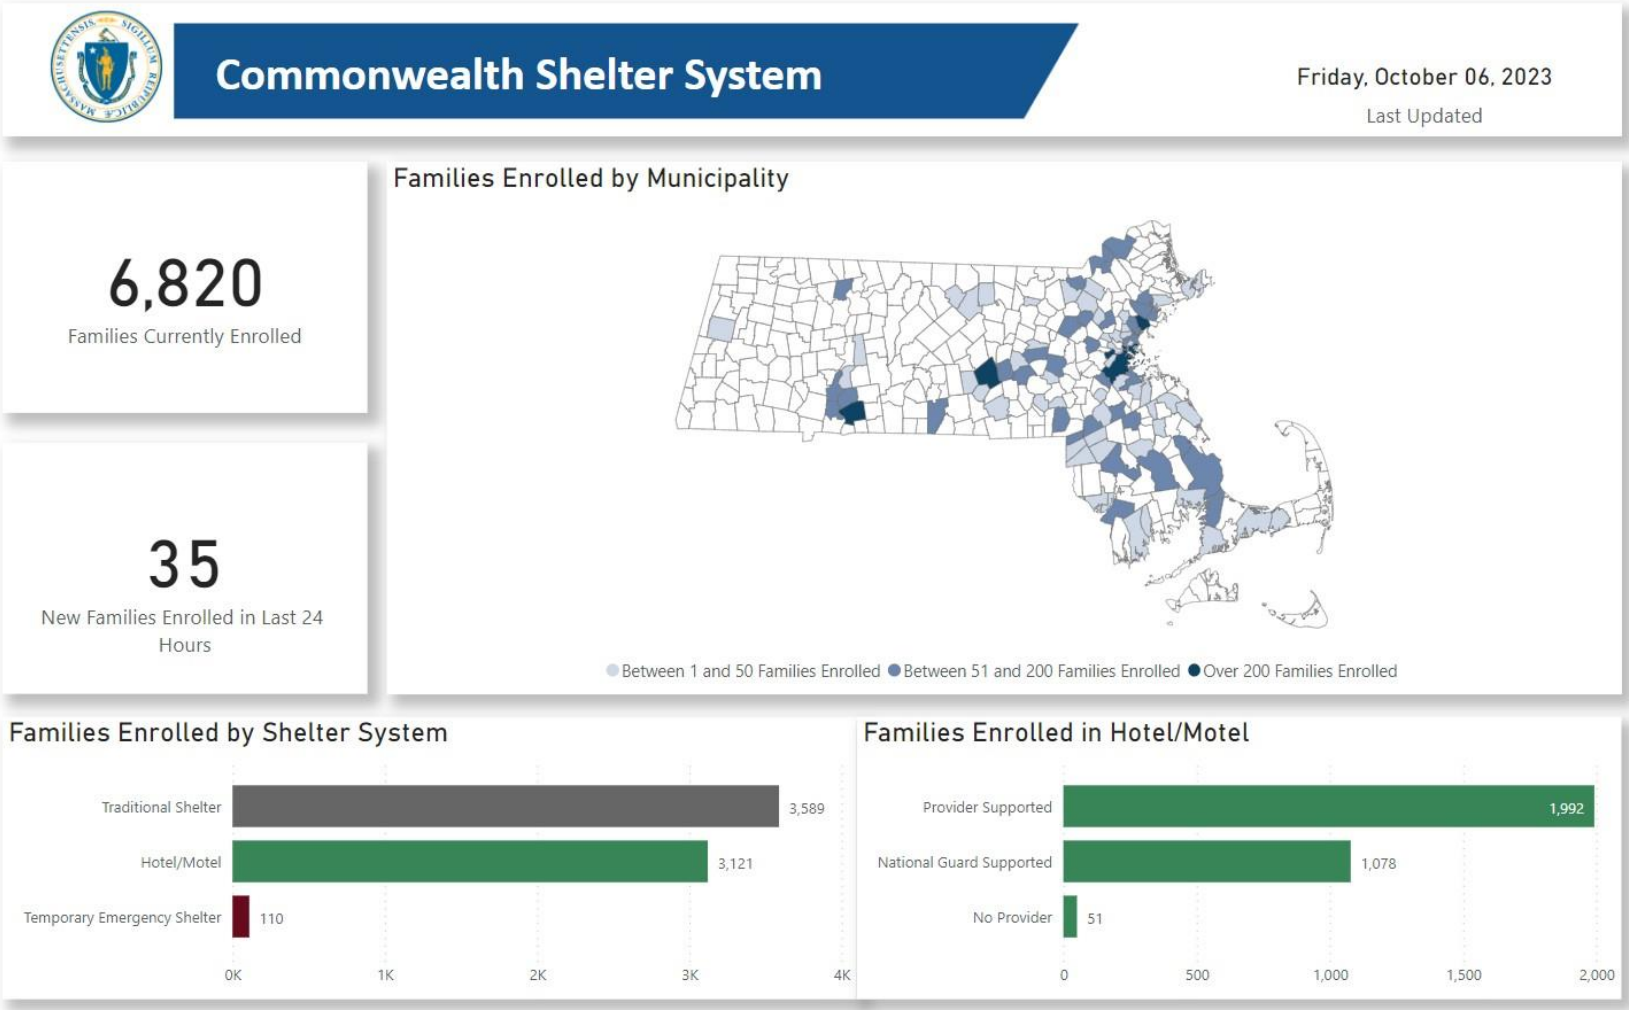 MASSACHUSETTENSIS. SIGILLUM REIPUBLICÆ
Commonwealth Shelter System
Friday, October 06, 2023
Last Updated
6,820
Families Currently Enrolled
35
New Families Enrolled in Last 24
Hours
Families Enrolled by Municipality
Between 1 and 50 Families Enrolled Between 51 and 200 Families Enrolled Over 200 Families Enrolled
Families Enrolled by Shelter System
Traditional Shelter 3,589
Hotel/Motel 3,121
Temporary Emergency Shelter 110
0K 1K 2K 3K 4K
Families Enrolled in Hotel/Motel
Provider Supported 1,992
National Guard Supported 1,078
No Provider 51
0 500 1,000 1,500 2,000